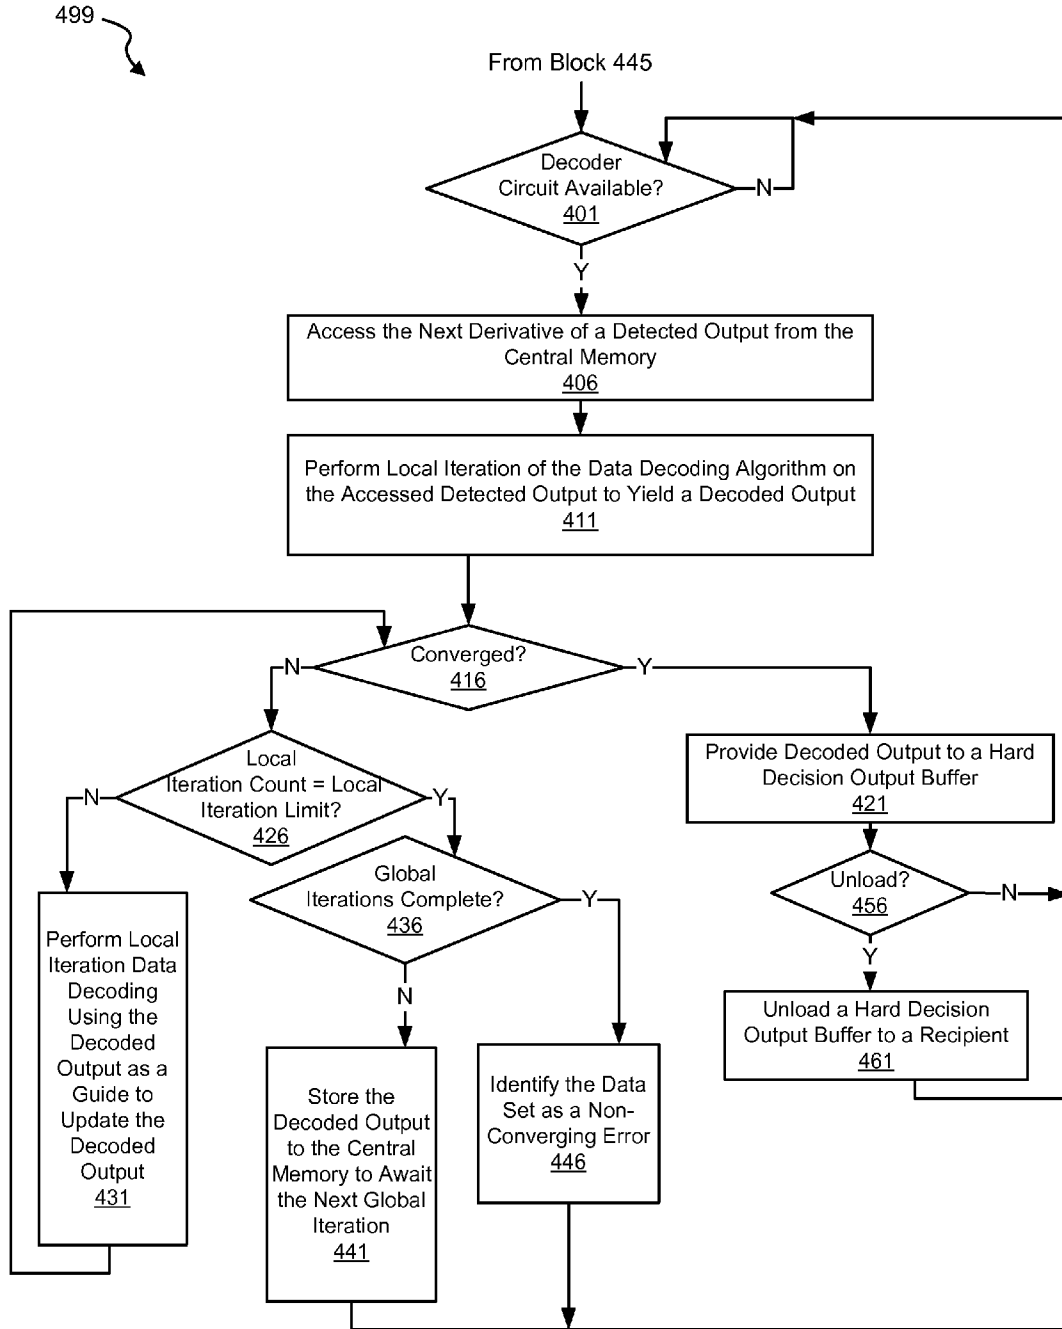 499
From Block 445
Decoder
Circuit Available?
401
N
Y
Access the Next Derivative of a Detected Output from the
Central Memory
406
Perform Local Iteration of the Data Decoding Algorithm on
the Accessed Detected Output to Yield a Decoded Output
411
Converged?
416
N
Y
Local
Iteration Count = Local
Iteration Limit?
426
N
Y
Provide Decoded Output to a Hard
Decision Output Buffer
421
Global
Iterations Complete?
436
Y
N
Unload?
456
N
Y
Perform Local
Iteration Data
Decoding
Using the
Decoded
Output as a
Guide to
Update the
Decoded
Output
431
Unload a Hard Decision
Output Buffer to a Recipient
461
Store the
Decoded Output
to the Central
Memory to Await
the Next Global
Iteration
441
Identify the Data
Set as a Non-
Converging Error
446